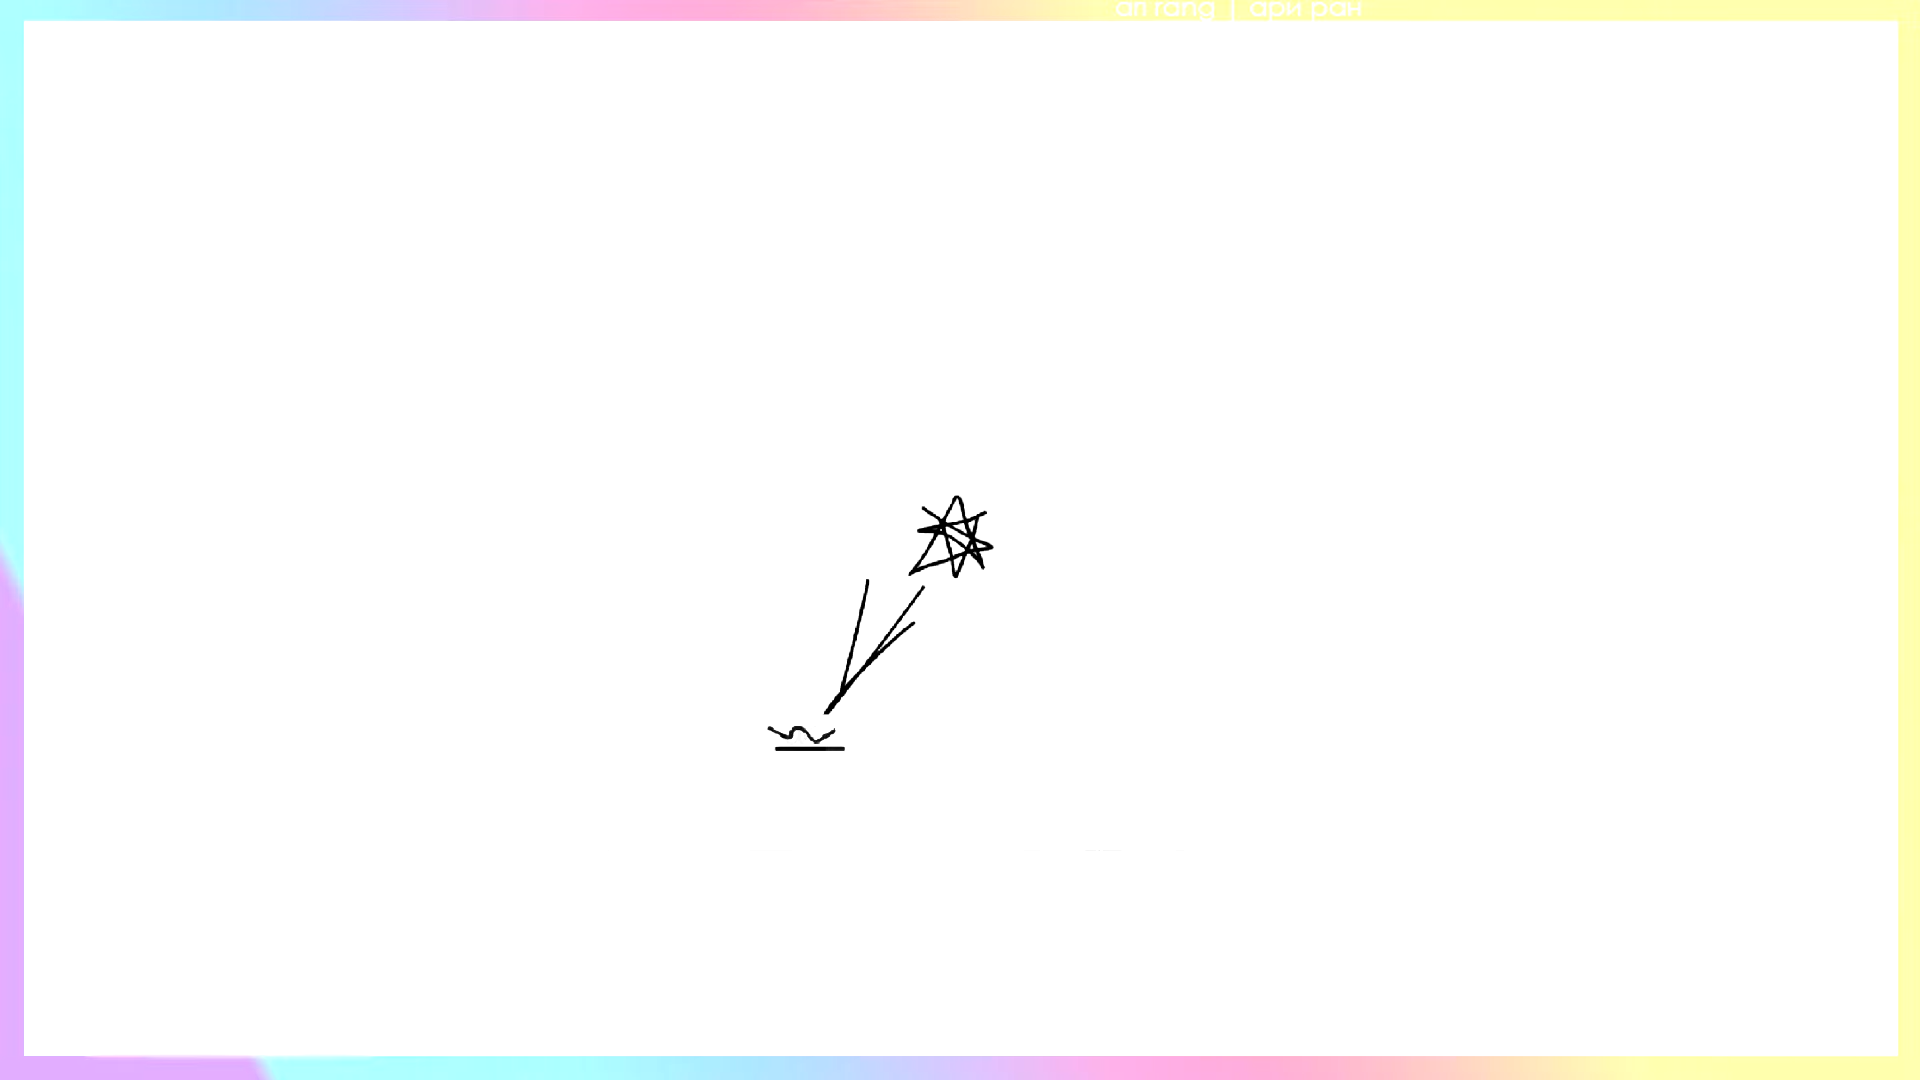 ari rang | ари ран